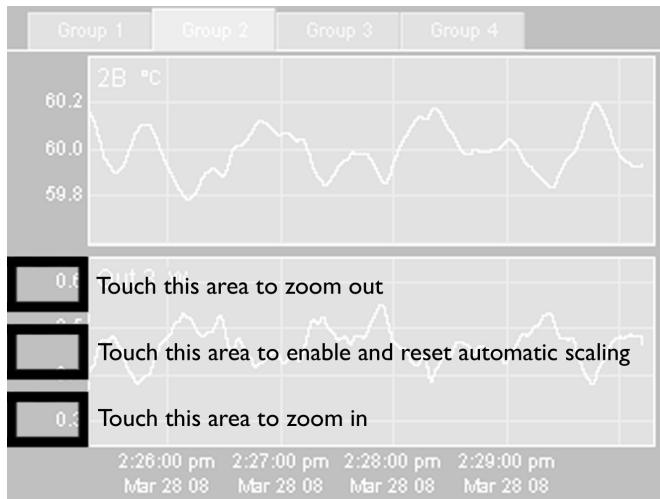 Group 1 Group 2 Group 3 Group 4
2B °C
60.2
60.0
59.8
Touch this area to zoom out
Touch this area to enable and reset automatic scaling
0.3 Touch this area to zoom in
2:26:00 pm 2:27:00 pm 2:28:00 pm 2:29:00 pm
Mar 28 08 Mar 28 08 Mar 28 08 Mar 28 08